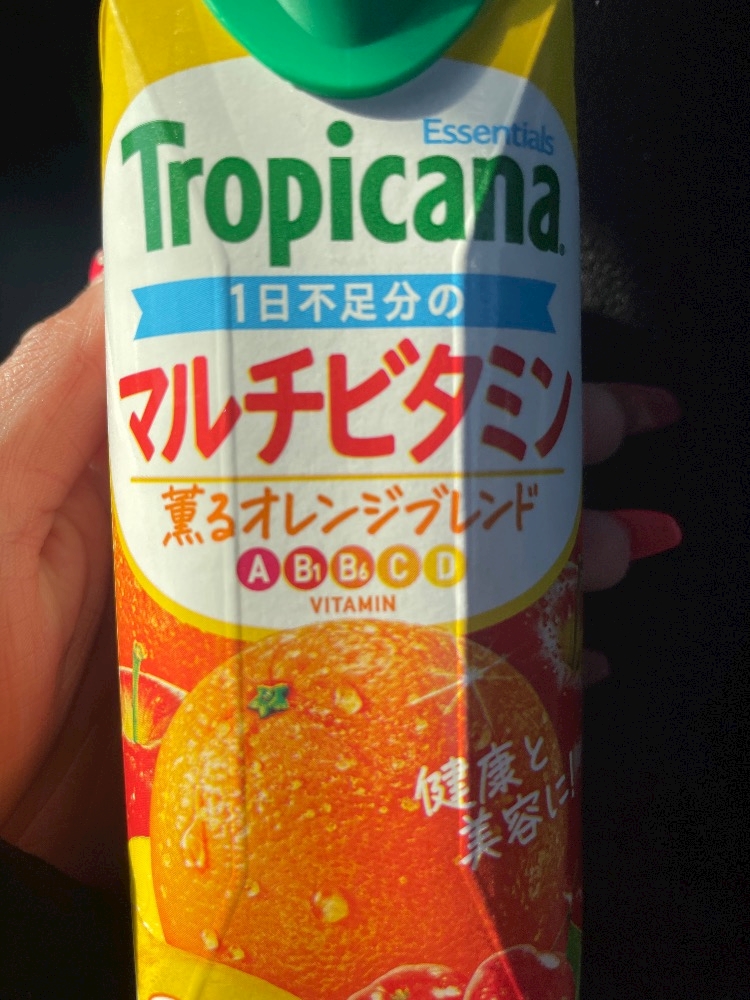 Essentials
Tropicana
1日不足分の
マルチビタミン
薫るオレンジブレンド
A B1 B6 C D
VITAMIN
健康と
美容に!